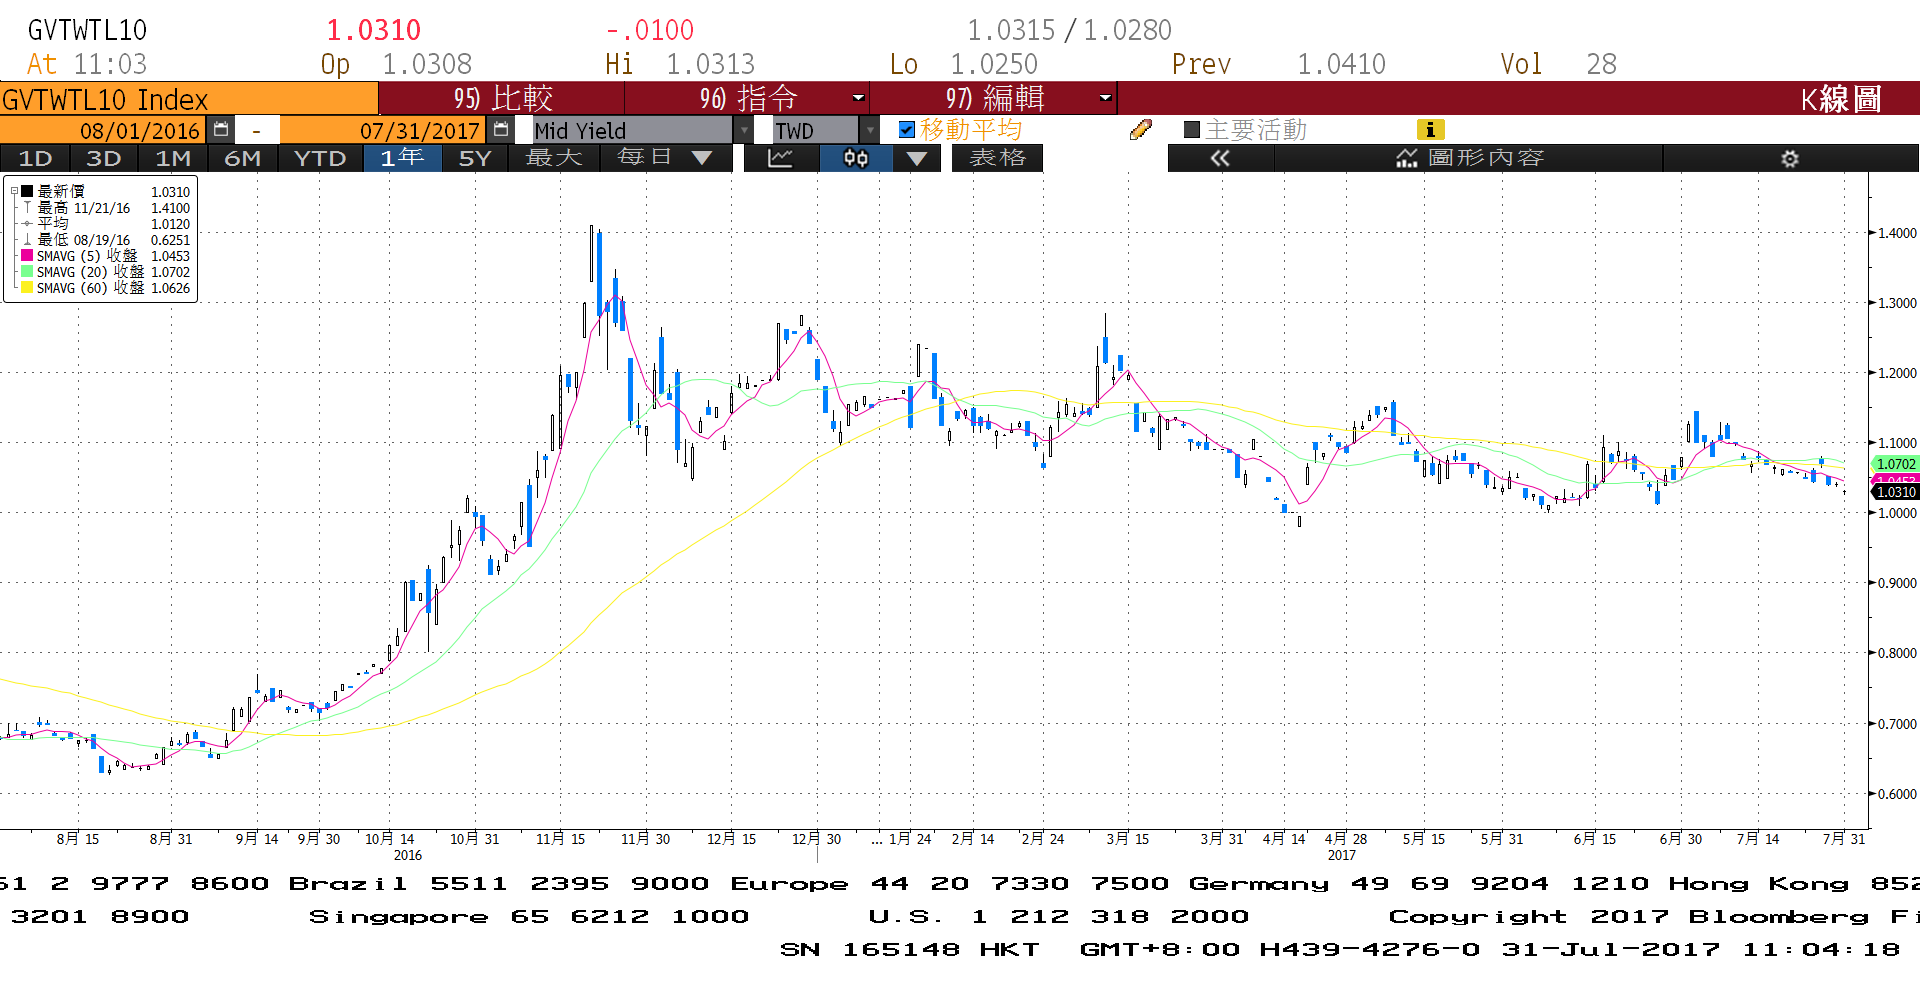 GVTWTL10 1.0310 -.0100 1.0315 / 1.0280
At 11:03 Op 1.0308 Hi 1.0313 Lo 1.0250 Prev 1.0410 Vol 28
GVTWTL10 Index 95) 比較 96) 指令 97) 編輯 K線圖
08/01/2016 - 07/31/2017 Mid Yield TWD 移動平均 主要活動
1D 3D 1M 6M YTD 1年 5Y 最大 每日 表格 圖形內容
最新價 1.0310
最高 11/21/16 1.4100
平均 1.0120
最低 08/19/16 0.6251
SMAVG (5) 收盤 1.0453
SMAVG (20) 收盤 1.0702
SMAVG (60) 收盤 1.0626
1.4000
1.3000
1.2000
1.1000
1.0702
1.0453
1.0310
1.0000
0.9000
0.8000
0.7000
0.6000
8月 15 8月 31 9月 14 9月 30 10月 14 10月 31 11月 15 11月 30 12月 15 12月 30 ... 1月 24 2月 14 2月 24 3月 15 3月 31 4月 14 4月 28 5月 15 5月 31 6月 15 6月 30 7月 14 7月 31
2016 2017
61 2 9777 8600 Brazil 5511 2395 9000 Europe 44 20 7330 7500 Germany 49 69 9204 1210 Hong Kong 852
3201 8900 Singapore 65 6212 1000 U.S. 1 212 318 2000 Copyright 2017 Bloomberg Fi
SN 165148 HKT GMT+8:00 H439-4276-0 31-Jul-2017 11:04:18